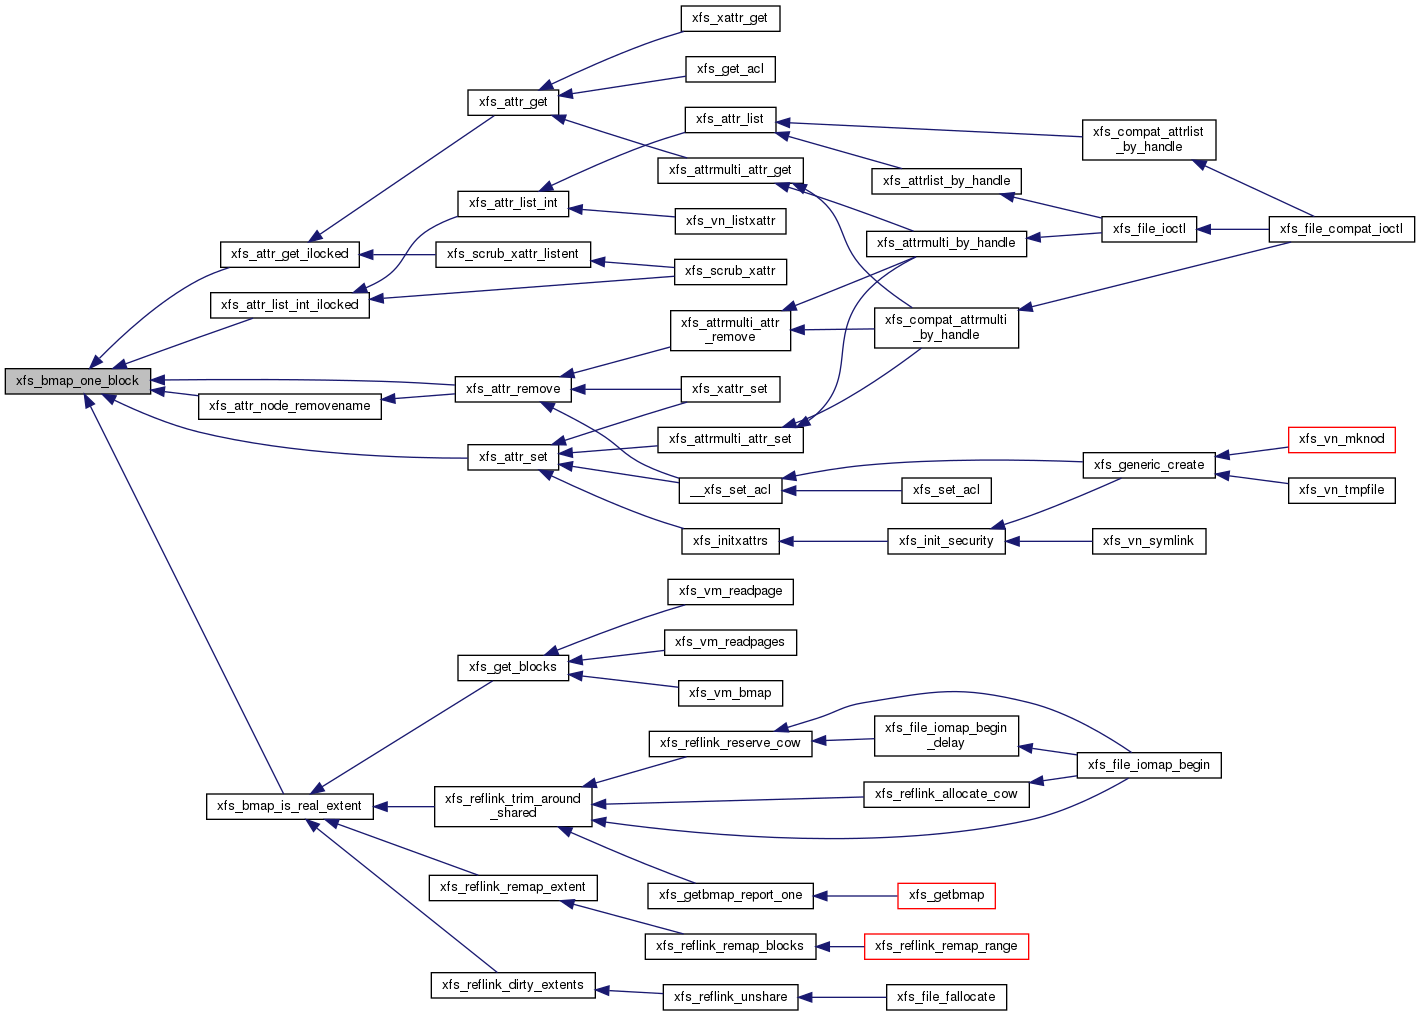 xfs_xattr_get
xfs_get_acl
xfs_attr_get
xfs_attr_list
xfs_compat_attrlist
_by_handle
xfs_attrmulti_attr_get
xfs_attrlist_by_handle
xfs_attr_list_int
xfs_vn_listxattr
xfs_file_ioctl
xfs_file_compat_ioctl
xfs_attrmulti_by_handle
xfs_attr_get_ilocked
xfs_scrub_xattr_listent
xfs_scrub_xattr
xfs_attr_list_int_ilocked
xfs_attrmulti_attr
_remove
xfs_compat_attrmulti
_by_handle
xfs_bmap_one_block
xfs_attr_remove
xfs_xattr_set
xfs_attr_node_removename
xfs_attrmulti_attr_set
xfs_vn_mknod
xfs_attr_set
xfs_generic_create
__xfs_set_acl
xfs_set_acl
xfs_vn_tmpfile
xfs_initxattrs
xfs_init_security
xfs_vn_symlink
xfs_vm_readpage
xfs_vm_readpages
xfs_get_blocks
xfs_vm_bmap
xfs_reflink_reserve_cow
xfs_file_iomap_begin
_delay
xfs_file_iomap_begin
xfs_reflink_allocate_cow
xfs_bmap_is_real_extent
xfs_reflink_trim_around
_shared
xfs_reflink_remap_extent
xfs_getbmap_report_one
xfs_getbmap
xfs_reflink_remap_blocks
xfs_reflink_remap_range
xfs_reflink_dirty_extents
xfs_reflink_unshare
xfs_file_fallocate